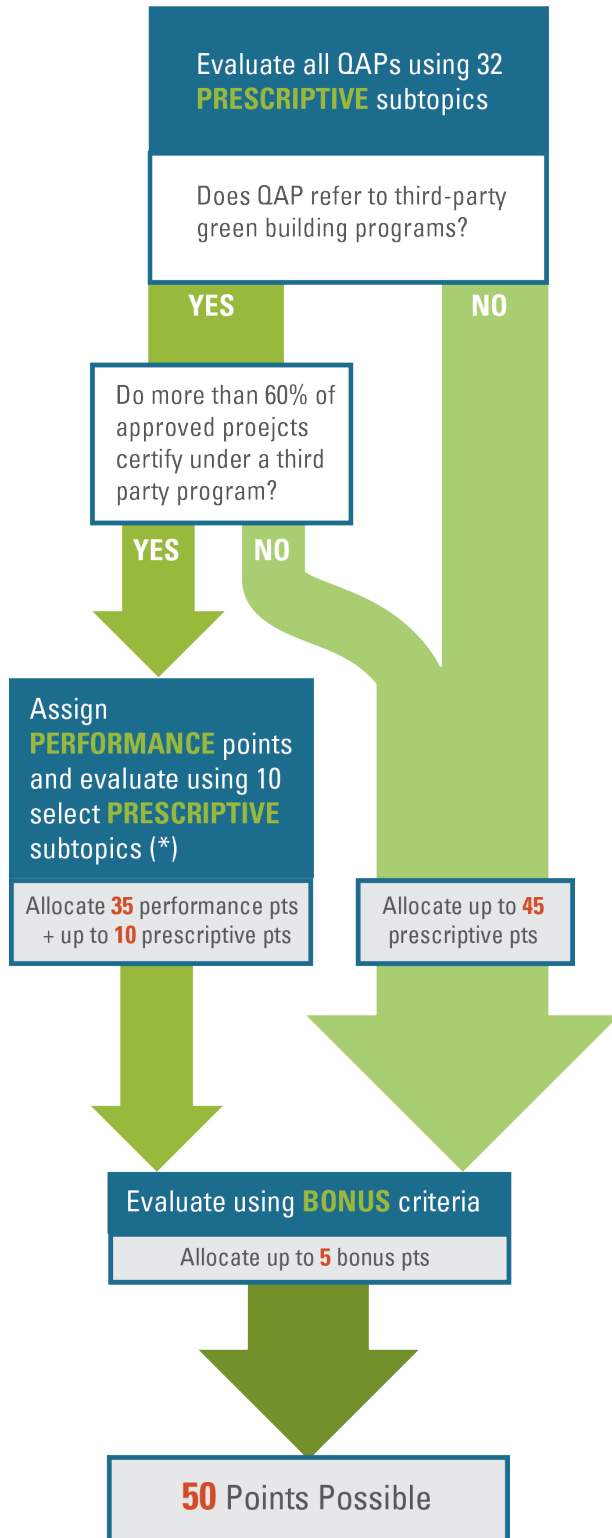 Evaluate all QAPs using 32
PRESCRIPTIVE subtopics
Does QAP refer to third-party
green building programs?
YES
NO
Do more than 60% of
approved proejcts
certify under a third
party program?
YES
NO
Assign
PERFORMANCE points
and evaluate using 10
select PRESCRIPTIVE
subtopics (*)
Allocate 35 performance pts
+ up to 10 prescriptive pts
Allocate up to 45
prescriptive pts
Evaluate using BONUS criteria
Allocate up to 5 bonus pts
50 Points Possible